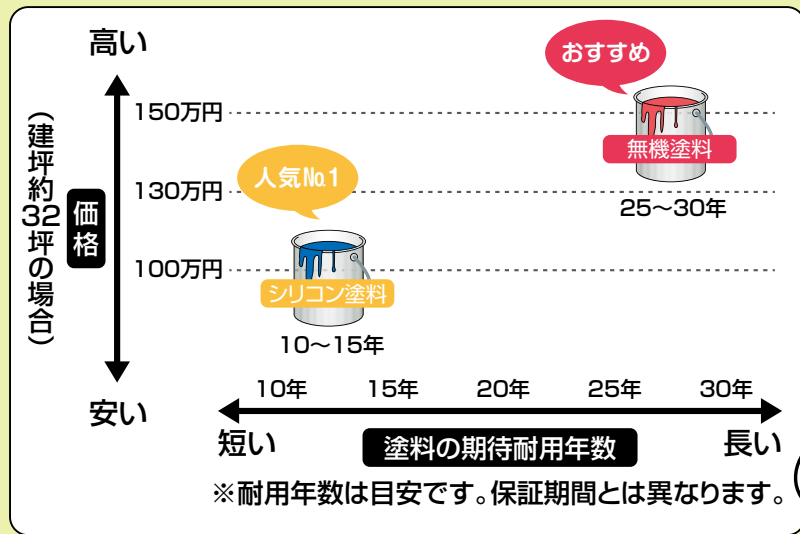 高い
おすすめ
150万円
無機塗料
人気№1
130万円
25〜30年
(建坪約32坪の場合)
価格
100万円
シリコン塗料
10〜15年
安い
10年 15年 20年 25年 30年
短い 塗料の期待耐用年数 長い
※耐用年数は目安です。保証期間とは異なります。